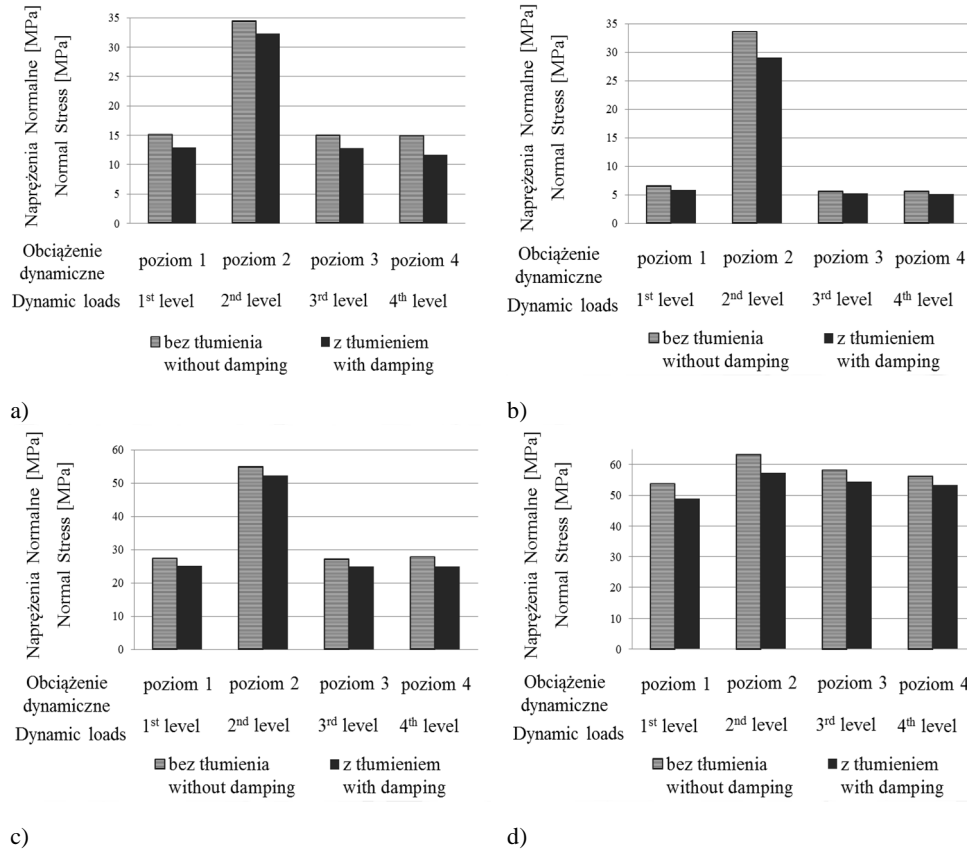 Naprężenia Normalne [MPa]
Normal Stress [MPa]
35
30
25
20
15
10
5
0
Obciążenie
dynamiczne
poziom 1 poziom 2 poziom 3 poziom 4
Dynamic loads 1st level 2nd level 3rd level 4th level
bez tłumienia z tłumieniem
without damping with damping
a)
Naprężenia Normalne [MPa]
Normal Stress [MPa]
35
30
25
20
15
10
5
0
Obciążenie
dynamiczne
poziom 1 poziom 2 poziom 3 poziom 4
Dynamic loads 1st level 2nd level 3rd level 4th level
bez tłumienia z tłumieniem
without damping with damping
b)
Naprężenia Normalne [MPa]
Normal Stress [MPa]
60
50
40
30
20
10
0
Obciążenie
dynamiczne
poziom 1 poziom 2 poziom 3 poziom 4
Dynamic loads 1st level 2nd level 3rd level 4th level
bez tłumienia z tłumieniem
without damping with damping
c)
Naprężenia Normalne [MPa]
Normal Stress [MPa]
60
50
40
30
20
10
0
Obciążenie
dynamiczne
poziom 1 poziom 2 poziom 3 poziom 4
Dynamic loads 1st level 2nd level 3rd level 4th level
bez tłumienia z tłumieniem
without damping with damping
d)